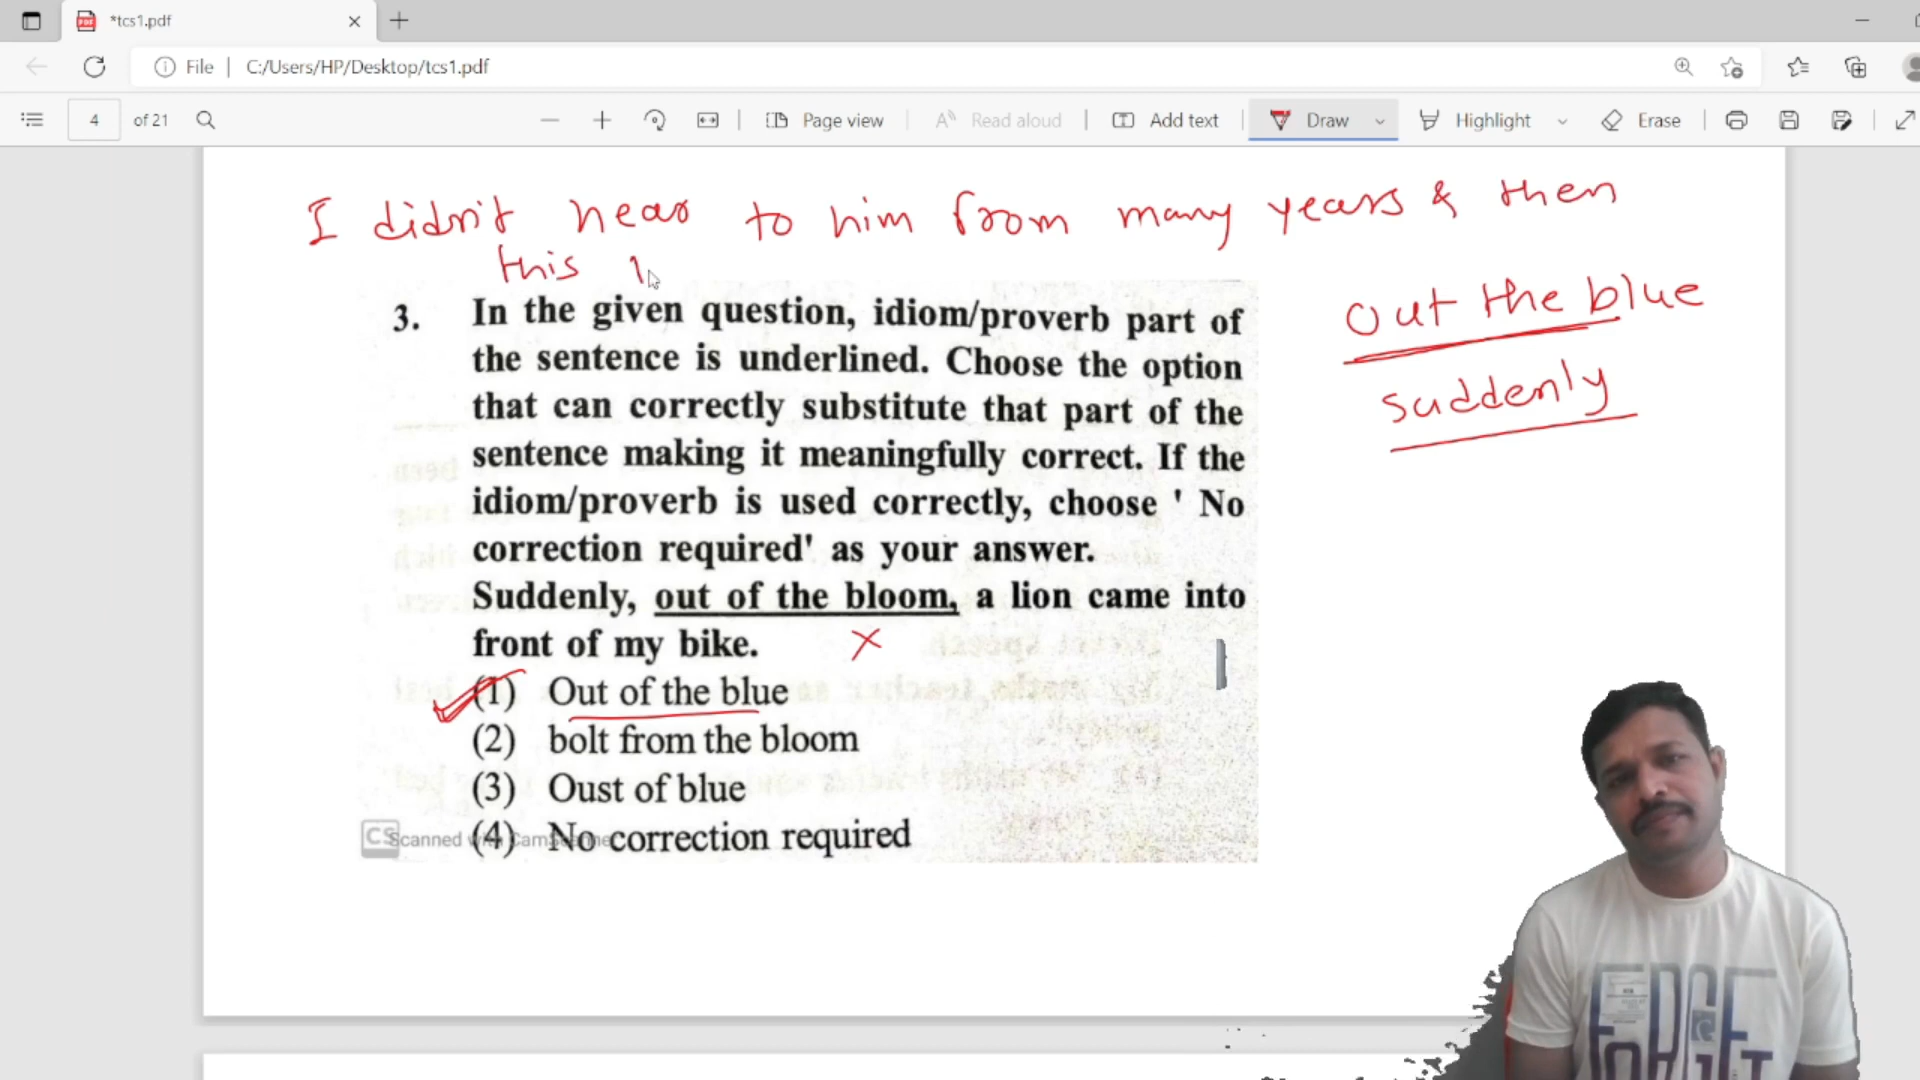 *tcs1.pdf
File | C:/Users/HP/Desktop/tcs1.pdf
4 of 21 Page view Read aloud Add text Draw Highlight Erase
I didn't hear to him from many years & then
this
out the blue
suddenly
3. In the given question, idiom/proverb part of
the sentence is underlined. Choose the option
that can correctly substitute that part of the
sentence making it meaningfully correct. If the
idiom/proverb is used correctly, choose ' No
correction required' as your answer.
Suddenly, out of the bloom, a lion came into
front of my bike.
(1) Out of the blue
(2) bolt from the bloom
(3) Oust of blue
(4) No correction required
CS Scanned with CamScanner